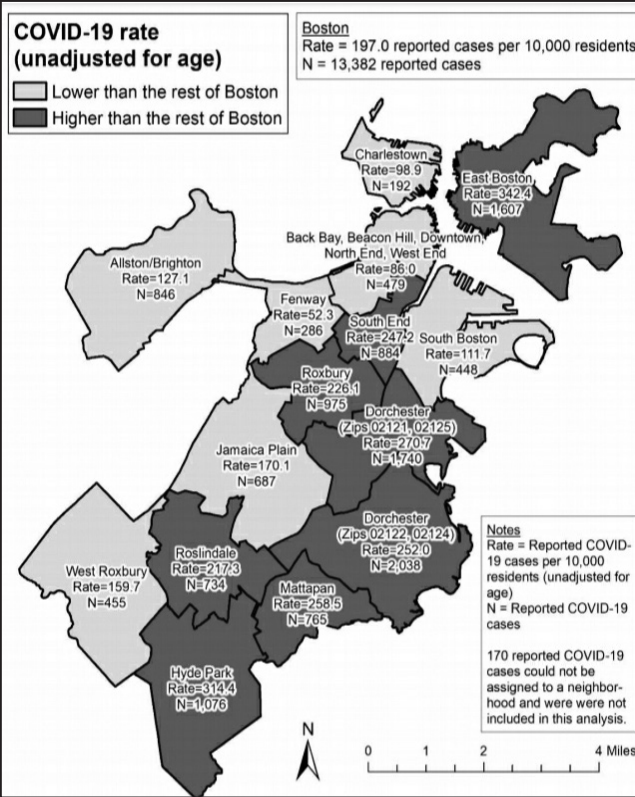 COVID-19 rate
(unadjusted for age)
Lower than the rest of Boston
Higher than the rest of Boston
Boston
Rate = 197.0 reported cases per 10,000 residents
N = 13,382 reported cases
Charlestown
Rate=98.9
N=192
East Boston
Rate=342.4
N=1,607
Back Bay, Beacon Hill, Downtown,
North End, West End
Rate=86.0
N=479
Allston/Brighton
Rate=127.1
N=846
Fenway
Rate=52.3
N=286
South End
Rate=247.2
N=884
South Boston
Rate=111.7
N=448
Roxbury
Rate=226.1
N=975
Dorchester
(Zips 02121, 02125)
Rate=270.7
N=1,740
Jamaica Plain
Rate=170.1
N=687
Dorchester
(Zips 02122, 02124)
Rate=252.0
N=2,038
Roslindale
Rate=217.3
N=734
West Roxbury
Rate=159.7
N=455
Mattapan
Rate=258.5
N=765
Hyde Park
Rate=314.4
N=1,076
Notes
Rate = Reported COVID-
19 cases per 10,000
residents (unadjusted for
age)
N = Reported COVID-19
cases
170 reported COVID-19
cases could not be
assigned to a neighbor-
hood and were were not
included in this analysis.
N
0 1 2 4 Miles